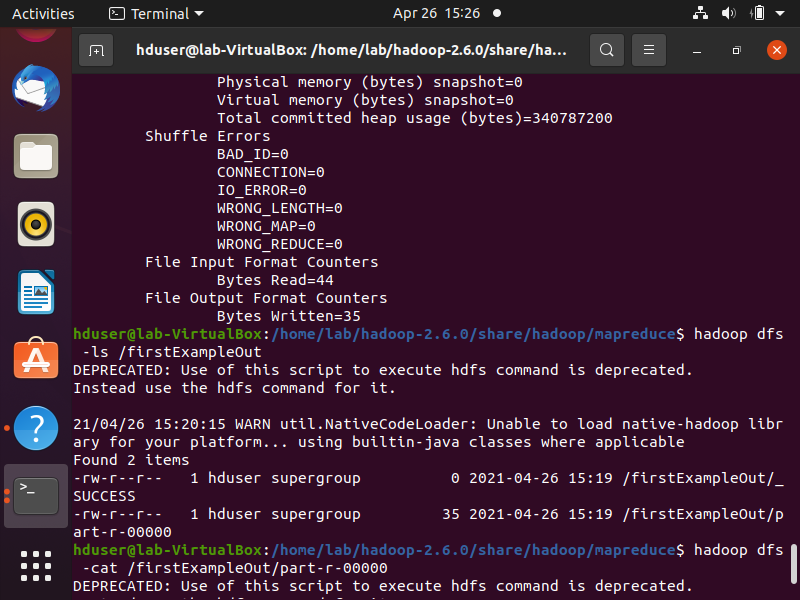 Activities Terminal Apr 26 15:26
hduser@lab-VirtualBox: /home/lab/hadoop-2.6.0/share/ha...
Physical memory (bytes) snapshot=0
Virtual memory (bytes) snapshot=0
Total committed heap usage (bytes)=340787200
Shuffle Errors
BAD_ID=0
CONNECTION=0
IO_ERROR=0
WRONG_LENGTH=0
WRONG_MAP=0
WRONG_REDUCE=0
File Input Format Counters
Bytes Read=44
File Output Format Counters
Bytes Written=35
hduser@lab-VirtualBox:/home/lab/hadoop-2.6.0/share/hadoop/mapreduce$ hadoop dfs
-ls /firstExampleOut
DEPRECATED: Use of this script to execute hdfs command is deprecated.
Instead use the hdfs command for it.
21/04/26 15:20:15 WARN util.NativeCodeLoader: Unable to load native-hadoop libr
ary for your platform... using builtin-java classes where applicable
Found 2 items
-rw-r--r-- 1 hduser supergroup 0 2021-04-26 15:19 /firstExampleOut/_
SUCCESS
-rw-r--r-- 1 hduser supergroup 35 2021-04-26 15:19 /firstExampleOut/p
art-r-00000
hduser@lab-VirtualBox:/home/lab/hadoop-2.6.0/share/hadoop/mapreduce$ hadoop dfs
-cat /firstExampleOut/part-r-00000
DEPRECATED: Use of this script to execute hdfs command is deprecated.